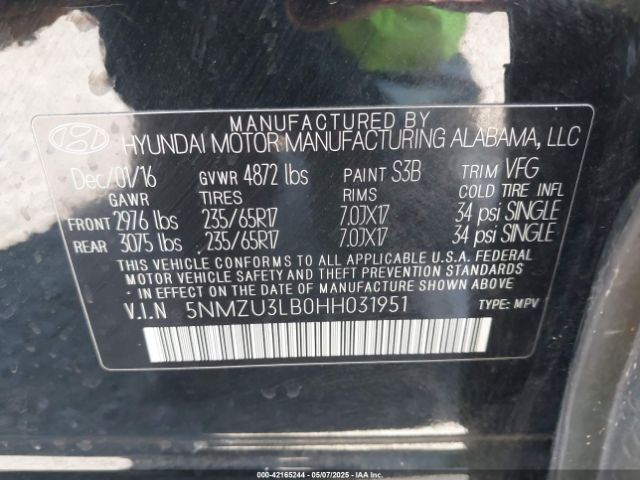 MANUFACTURED BY
HYUNDAI MOTOR MANUFACTURING ALABAMA, LLC
Dec/01/16 GVWR 4872 lbs PAINT S3B TRIM VFG
GAWR TIRES RIMS COLD TIRE INFL
FRONT 2976 lbs 235/65R17 7.0JX17 34 psi SINGLE
REAR 3075 lbs 235/65R17 7.0JX17 34 psi SINGLE
THIS VEHICLE CONFORMS TO ALL APPLICABLE U.S.A. FEDERAL
MOTOR VEHICLE SAFETY AND THEFT PREVENTION STANDARDS
IN EFFECT ON THE DATE OF MANUFACTURE SHOWN ABOVE
V.I.N 5NMZU3LB0HH031951 TYPE: MPV
000-42165244 - 05/07/2025 - IAAI.COM